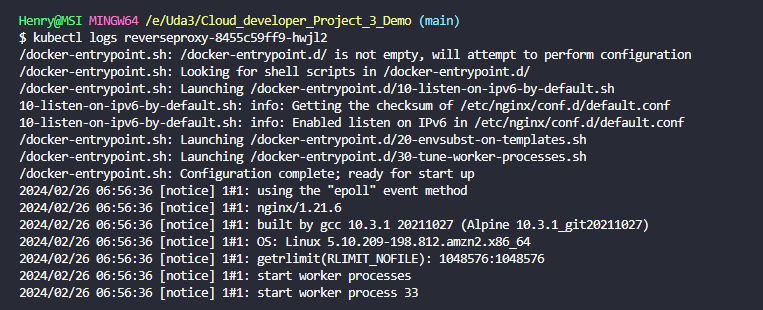 Henry@MSI MINGW64 /e/Uda3/Cloud_developer_Project_3_Demo (main)
$ kubectl logs reverseproxy-8455c59ff9-hwjl2
/docker-entrypoint.sh: /docker-entrypoint.d/ is not empty, will attempt to perform configuration
/docker-entrypoint.sh: Looking for shell scripts in /docker-entrypoint.d/
/docker-entrypoint.sh: Launching /docker-entrypoint.d/10-listen-on-ipv6-by-default.sh
10-listen-on-ipv6-by-default.sh: info: Getting the checksum of /etc/nginx/conf.d/default.conf
10-listen-on-ipv6-by-default.sh: info: Enabled listen on IPv6 in /etc/nginx/conf.d/default.conf
/docker-entrypoint.sh: Launching /docker-entrypoint.d/20-envsubst-on-templates.sh
/docker-entrypoint.sh: Launching /docker-entrypoint.d/30-tune-worker-processes.sh
/docker-entrypoint.sh: Configuration complete; ready for start up
2024/02/26 06:56:36 [notice] 1#1: using the "epoll" event method
2024/02/26 06:56:36 [notice] 1#1: nginx/1.21.6
2024/02/26 06:56:36 [notice] 1#1: built by gcc 10.3.1 20211027 (Alpine 10.3.1_git20211027)
2024/02/26 06:56:36 [notice] 1#1: OS: Linux 5.10.209-198.812.amzn2.x86_64
2024/02/26 06:56:36 [notice] 1#1: getrlimit(RLIMIT_NOFILE): 1048576:1048576
2024/02/26 06:56:36 [notice] 1#1: start worker processes
2024/02/26 06:56:36 [notice] 1#1: start worker process 33